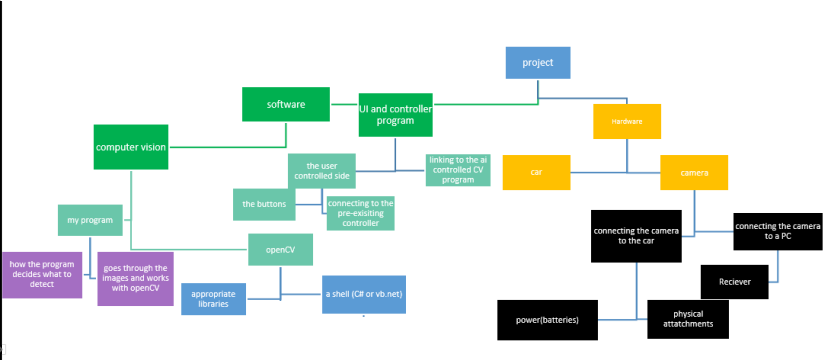 project
software
UI and controller
program
Hardware
computer vision
the user
controlled side
linking to the ai
controlled CV
program
car
camera
the buttons
connecting to the
pre-exisiting
controller
my program
openCV
connecting the camera
to the car
connecting the camera
to a PC
how the program
decides what to
detect
goes through the
images and works
with openCV
appropriate
libraries
a shell (C# or vb.net)
Reciever
power(batteries)
physical
attatchments